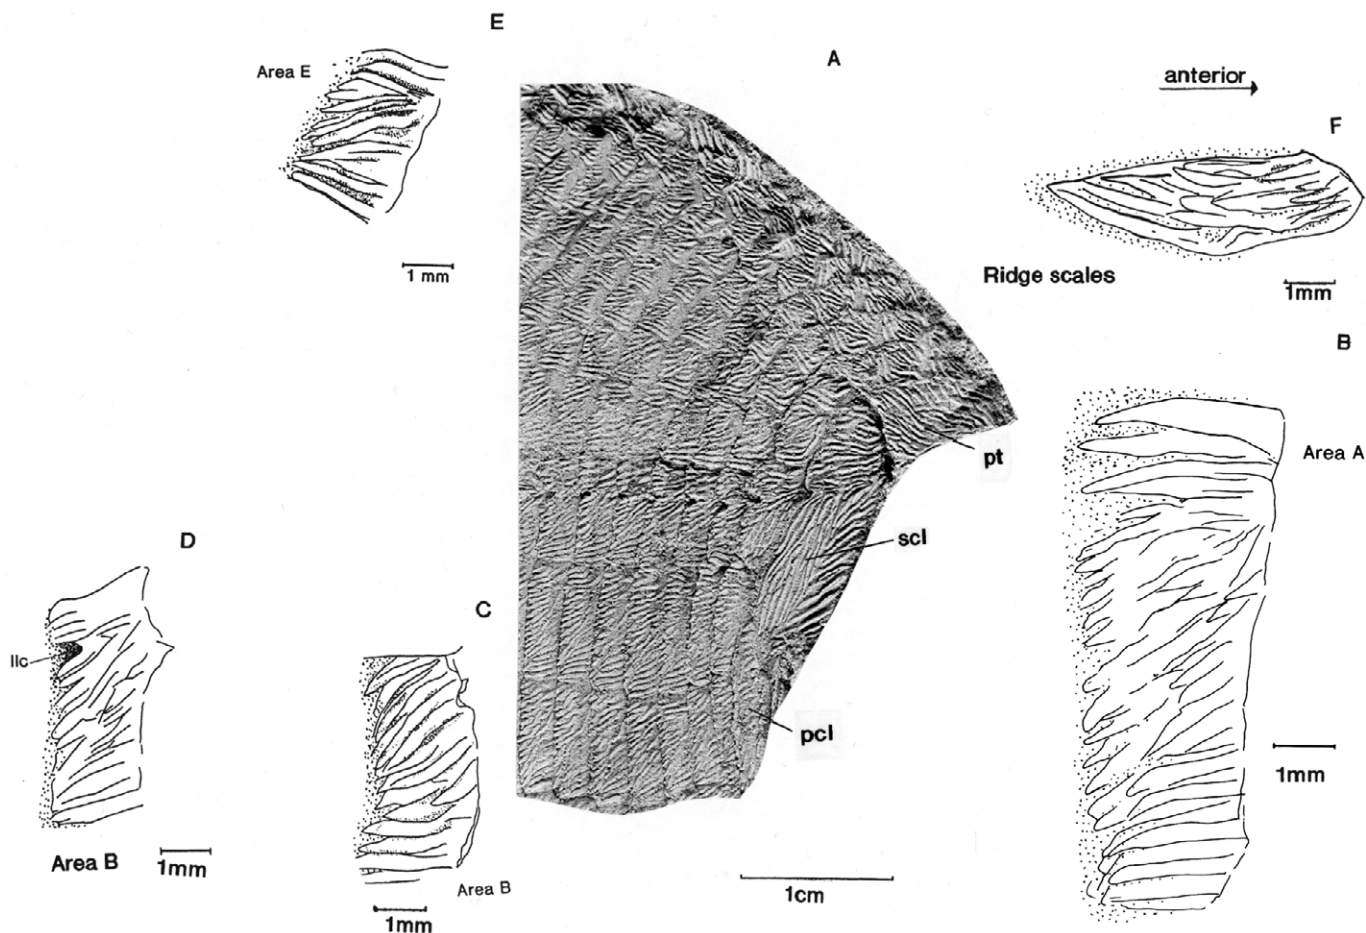 E
Area E
1 mm
A
anterior
F
Ridge scales
1mm
B
Area A
pt
scl
pcl
1cm
1mm
D
llc
Area B
1mm
C
Area B
1mm